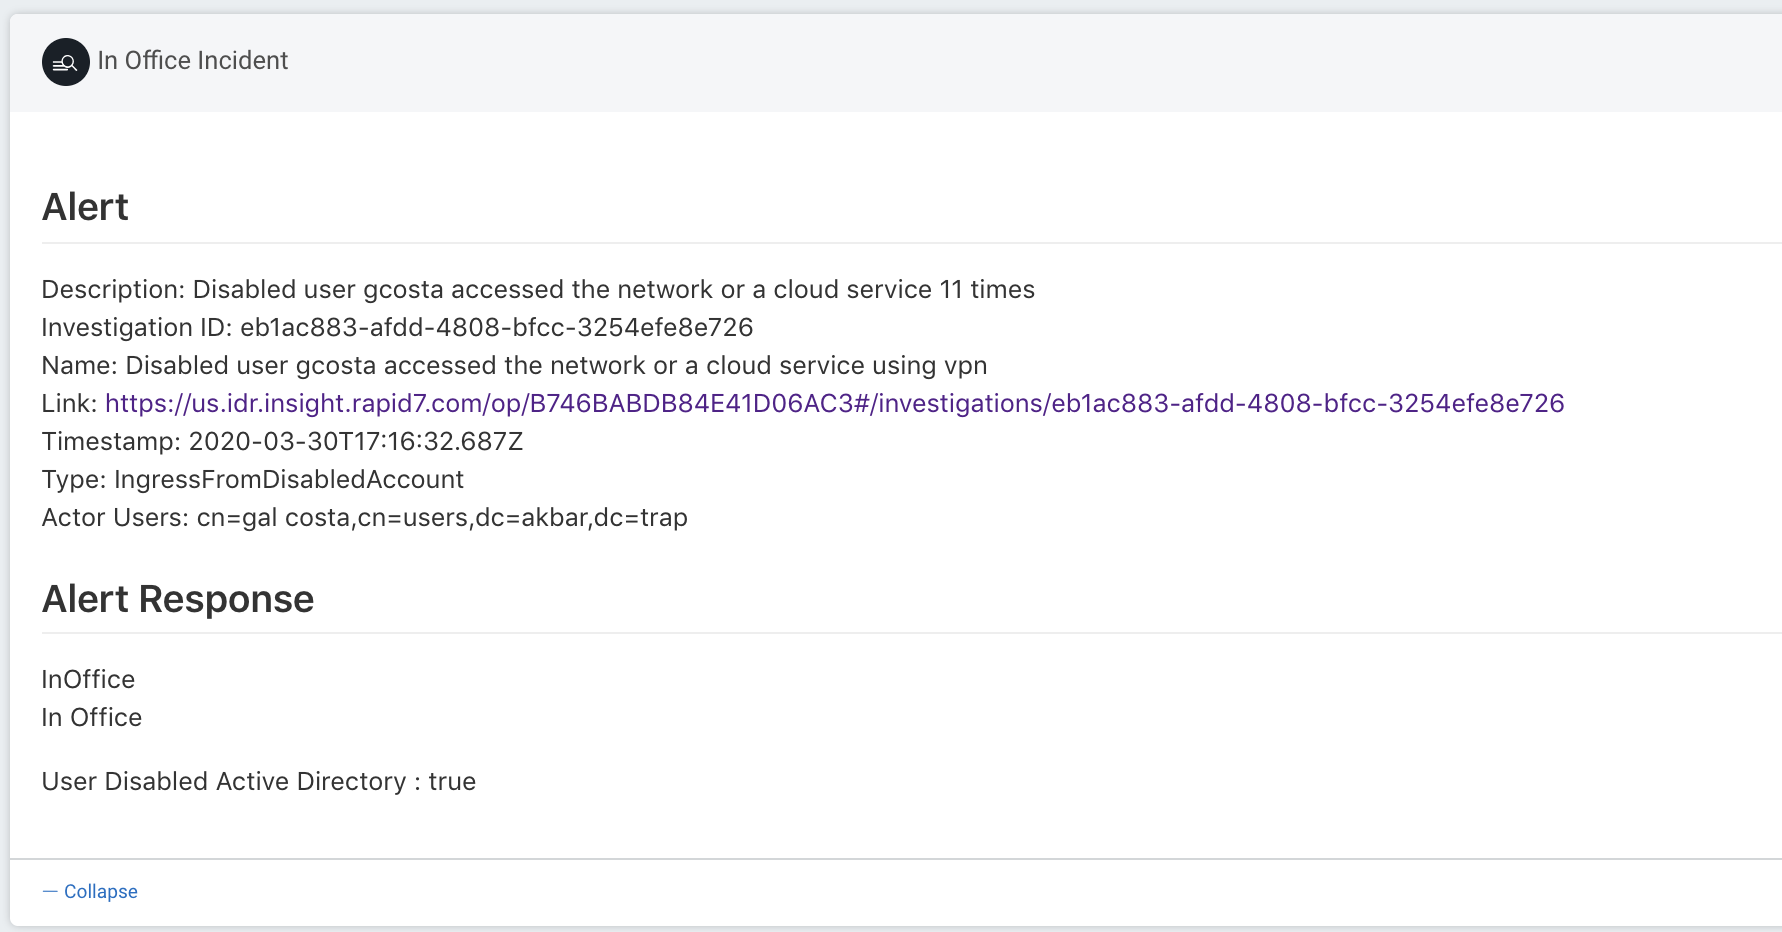 In Office Incident
Alert
Description: Disabled user gcosta accessed the network or a cloud service 11 times
Investigation ID: eb1ac883-afdd-4808-bfcc-3254efe8e726
Name: Disabled user gcosta accessed the network or a cloud service using vpn
Link: https://us.idr.insight.rapid7.com/op/B746BABDB84E41D06AC3#/investigations/eb1ac883-afdd-4808-bfcc-3254efe8e726
Timestamp: 2020-03-30T17:16:32.687Z
Type: IngressFromDisabledAccount
Actor Users: cn=gal costa,cn=users,dc=akbar,dc=trap
Alert Response
InOffice
In Office
User Disabled Active Directory : true
— Collapse